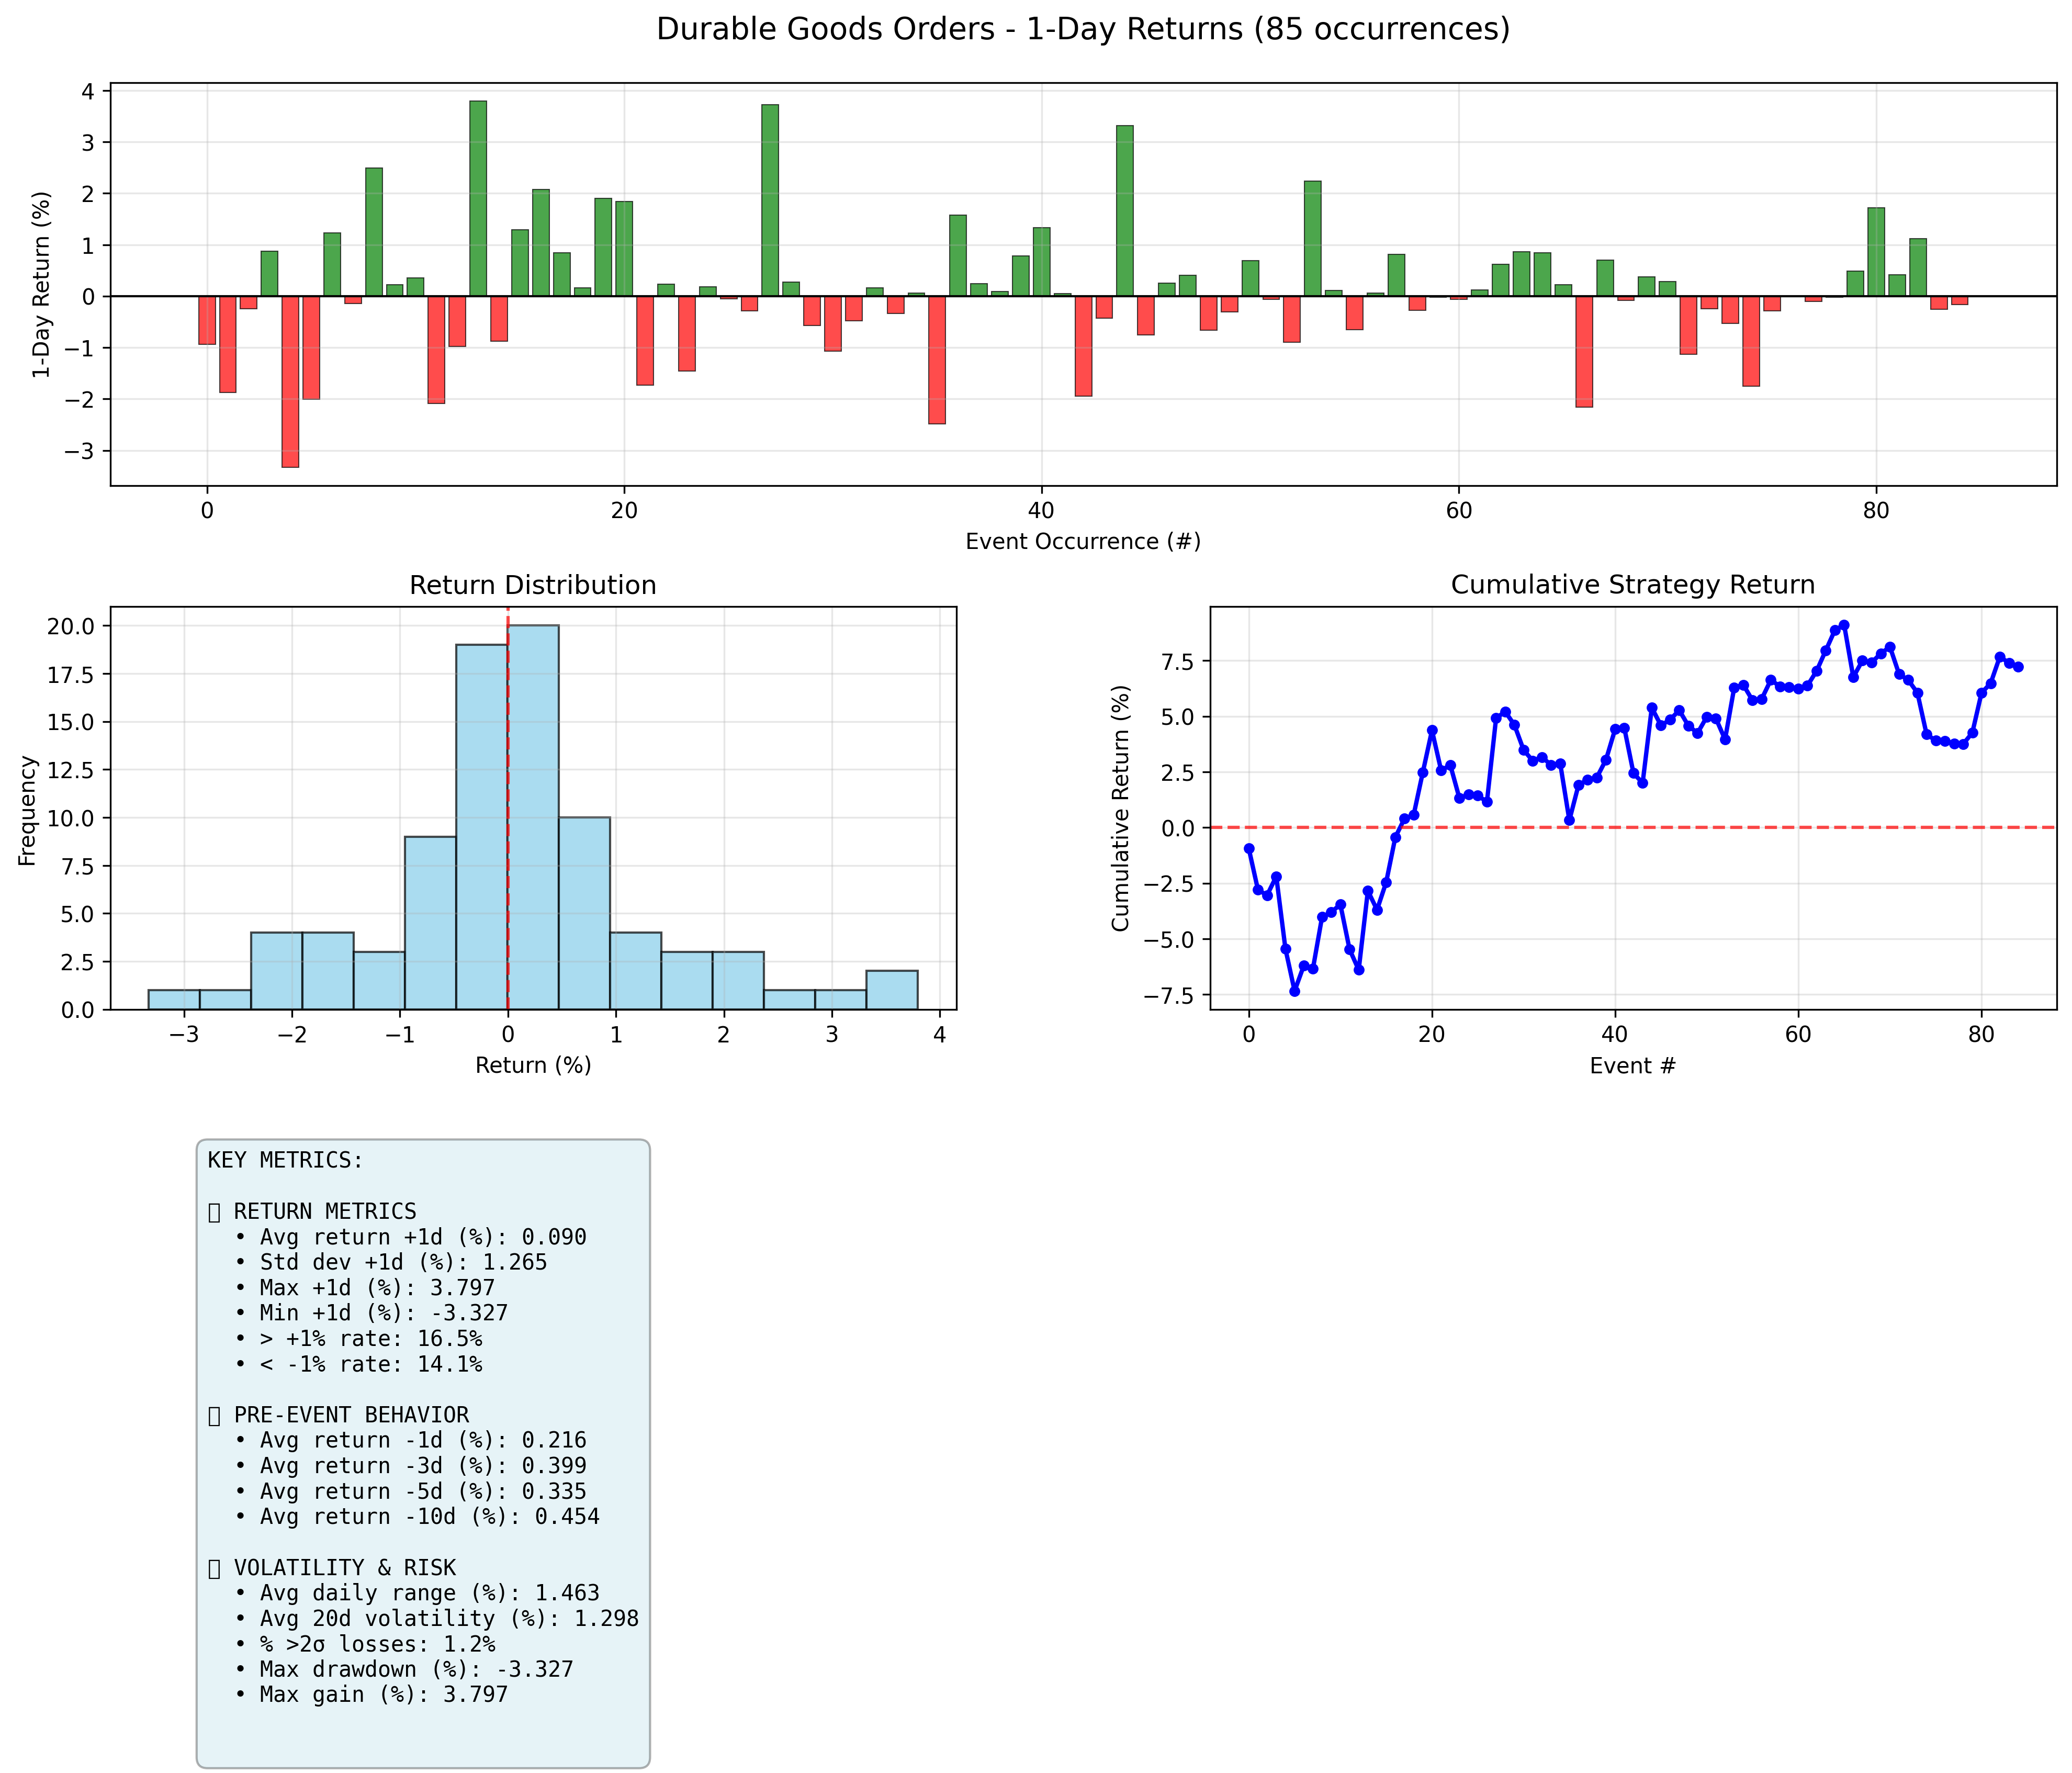 Durable Goods Orders - 1-Day Returns (85 occurrences)
1-Day Return (%)
4
3
2
1
0
−1
−2
−3
0 20 40 60 80
Event Occurrence (#)
Return Distribution
Frequency
20.0
17.5
15.0
12.5
10.0
7.5
5.0
2.5
0.0
−3 −2 −1 0 1 2 3 4
Return (%)
Cumulative Strategy Return
Cumulative Return (%)
7.5
5.0
2.5
0.0
−2.5
−5.0
−7.5
0 20 40 60 80
Event #
KEY METRICS:
RETURN METRICS
• Avg return +1d (%): 0.090
• Std dev +1d (%): 1.265
• Max +1d (%): 3.797
• Min +1d (%): -3.327
• > +1% rate: 16.5%
• < -1% rate: 14.1%
PRE-EVENT BEHAVIOR
• Avg return -1d (%): 0.216
• Avg return -3d (%): 0.399
• Avg return -5d (%): 0.335
• Avg return -10d (%): 0.454
VOLATILITY & RISK
• Avg daily range (%): 1.463
• Avg 20d volatility (%): 1.298
• % >2σ losses: 1.2%
• Max drawdown (%): -3.327
• Max gain (%): 3.797